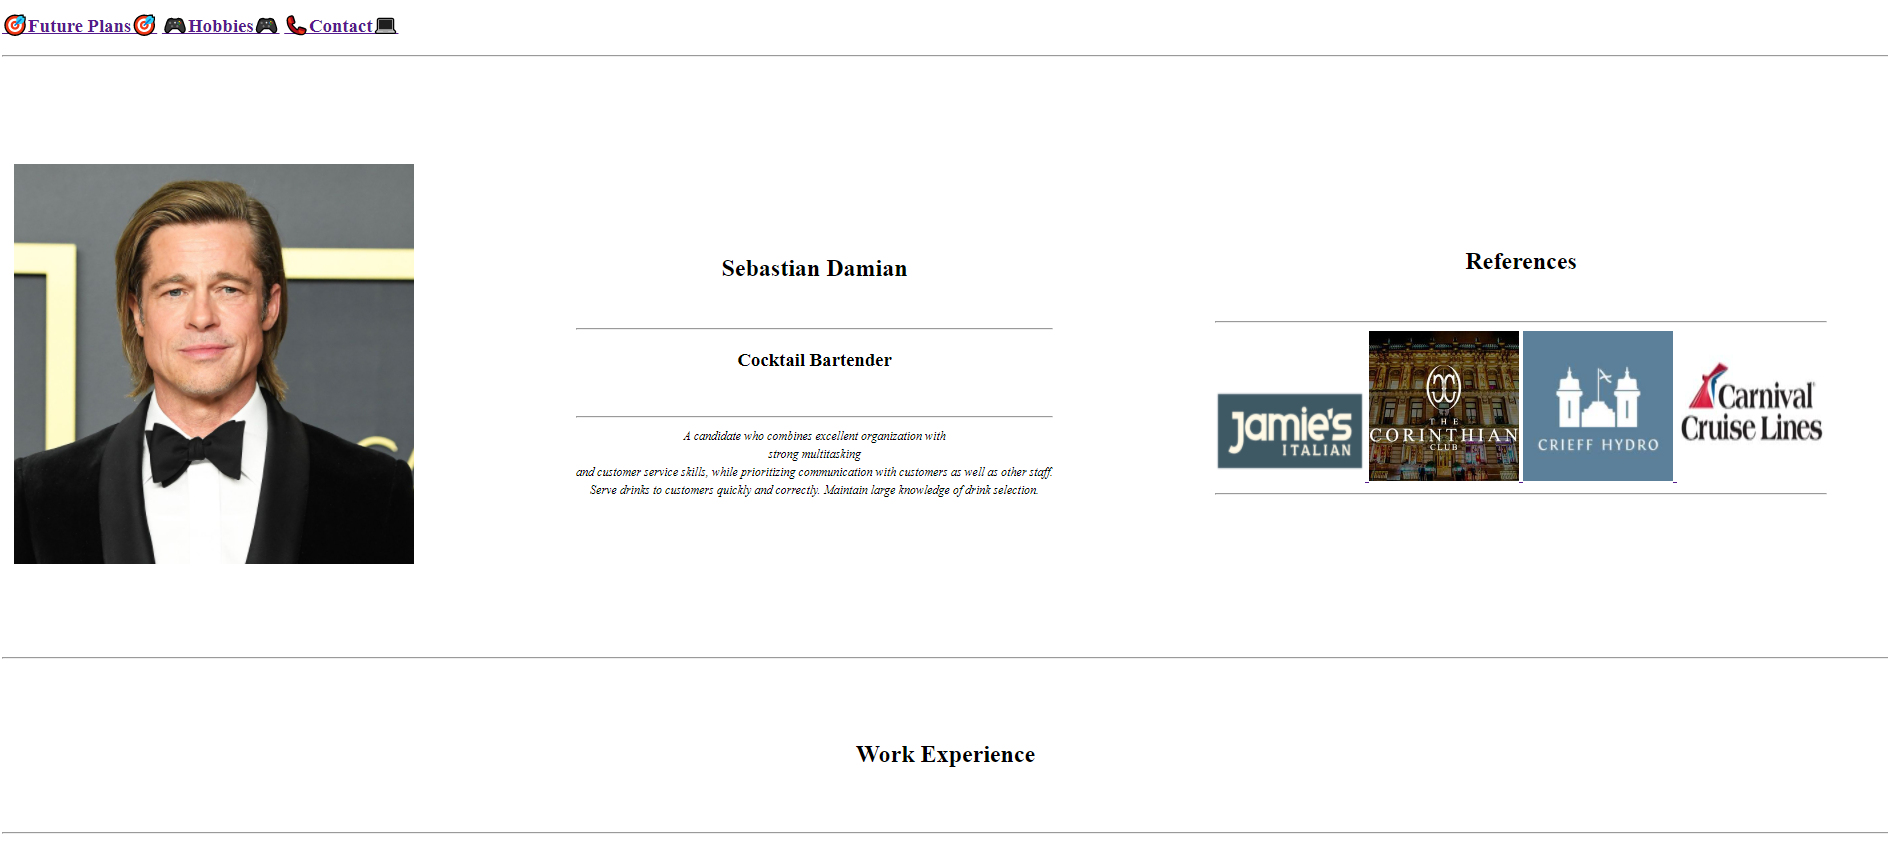 🎯Future Plans🎯 🎮Hobbies🎮 📞Contact💻
Sebastian Damian
Cocktail Bartender
A candidate who combines excellent organization with
strong multitasking
and customer service skills, while prioritizing communication with customers as well as other staff.
Serve drinks to customers quickly and correctly. Maintain large knowledge of drink selection.
References
Jamie's
ITALIAN
THE
CORINTHIAN
CLUB
CRIEFF HYDRO
Carnival
Cruise Lines
Work Experience